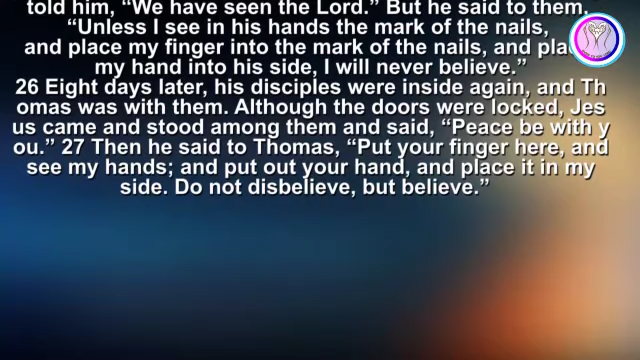 told him, “We have seen the Lord.” But he said to them,
“Unless I see in his hands the mark of the nails,
and place my finger into the mark of the nails, and place
my hand into his side, I will never believe.”
26 Eight days later, his disciples were inside again, and Th
omas was with them. Although the doors were locked, Jes
us came and stood among them and said, “Peace be with y
ou.” 27 Then he said to Thomas, “Put your finger here, and
see my hands; and put out your hand, and place it in my
side. Do not disbelieve, but believe.”